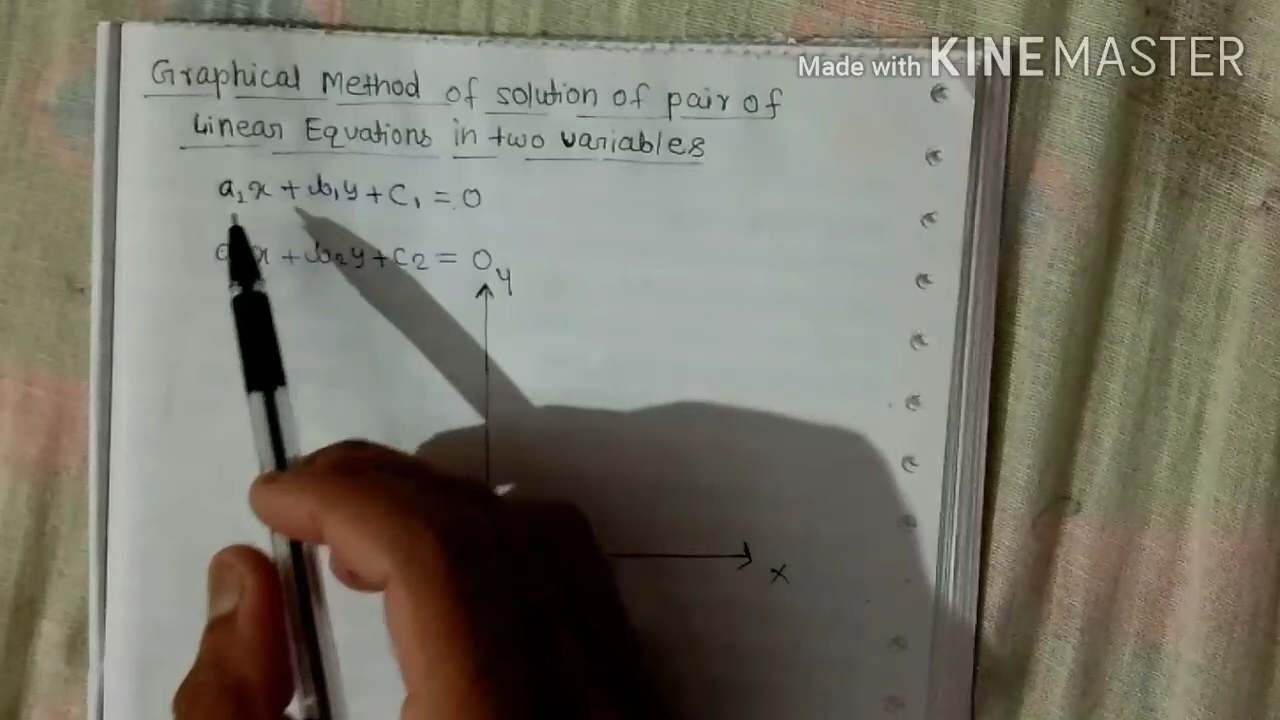 Made with KINEMASTER
Graphical Method of solution of pair of
Linear Equations in two variables
a₁x + b₁y + C₁ = 0
x + b₂y + C₂ = 0
y
x